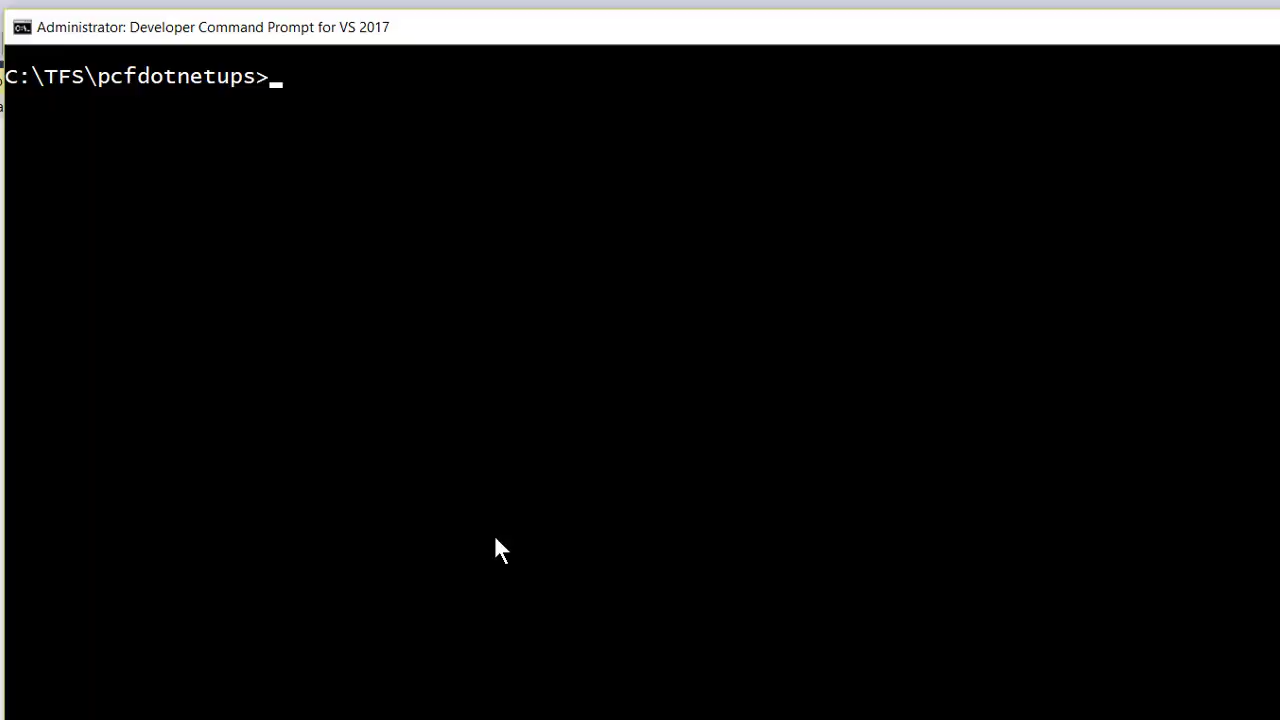 Administrator: Developer Command Prompt for VS 2017
C:\TFS\pcfdotnetups>